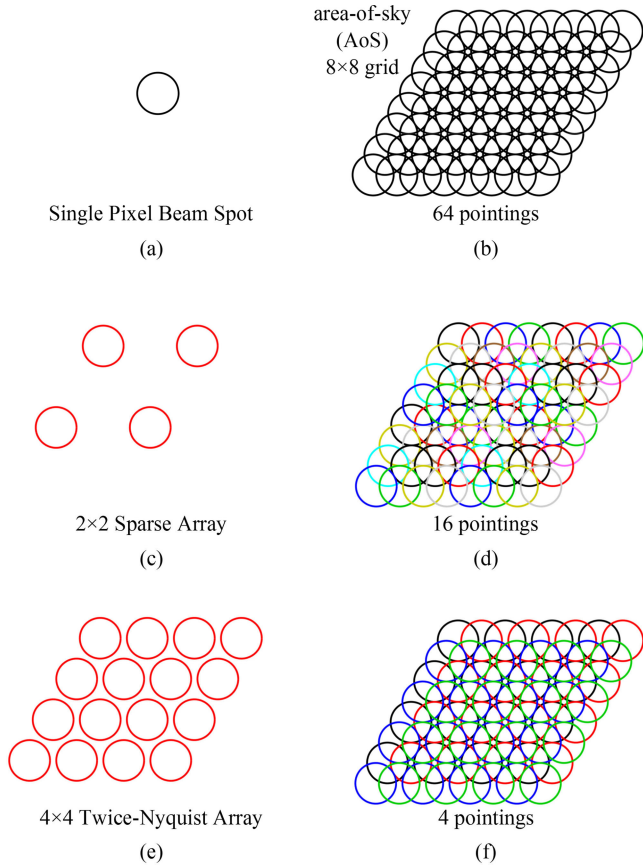 area-of-sky
(AoS)
8×8 grid
Single Pixel Beam Spot
64 pointings
(a)
(b)
2×2 Sparse Array
16 pointings
(c)
(d)
4×4 Twice-Nyquist Array
4 pointings
(e)
(f)